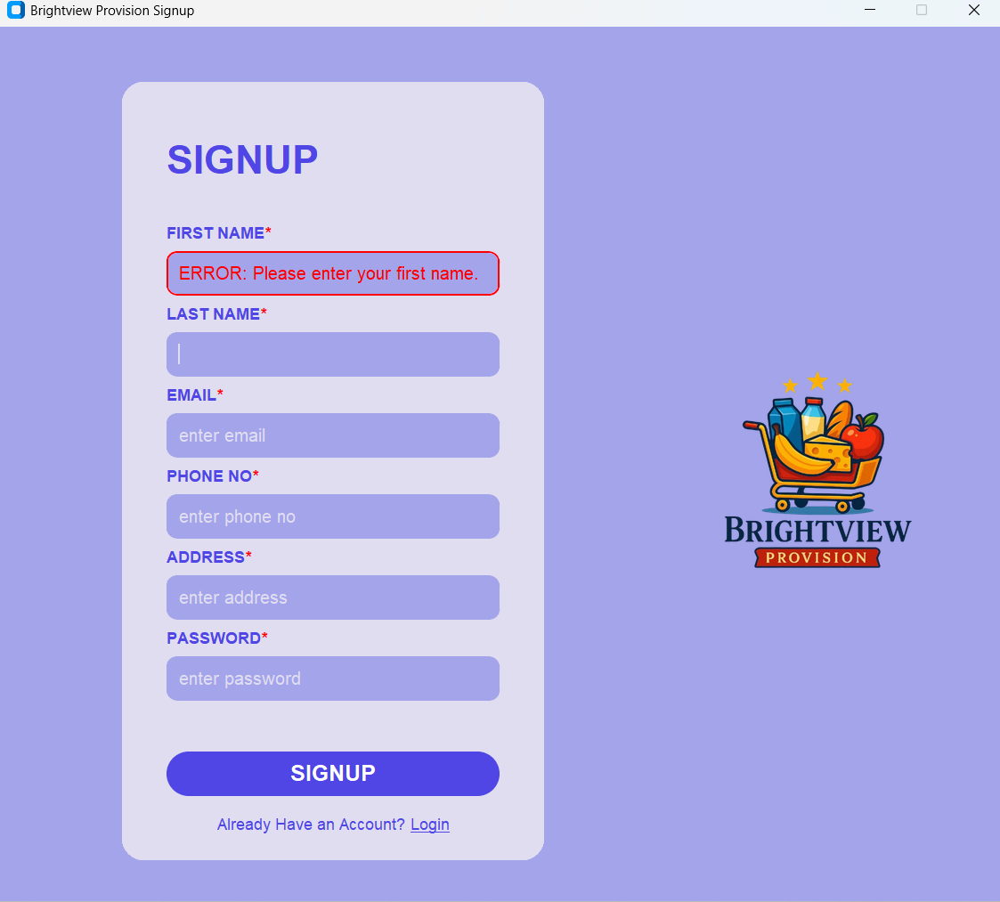 Brightview Provision Signup
SIGNUP
FIRST NAME*
ERROR: Please enter your first name.
LAST NAME*
EMAIL*
enter email
PHONE NO*
enter phone no
ADDRESS*
enter address
PASSWORD*
enter password
SIGNUP
Already Have an Account? Login
BRIGHTVIEW
PROVISION